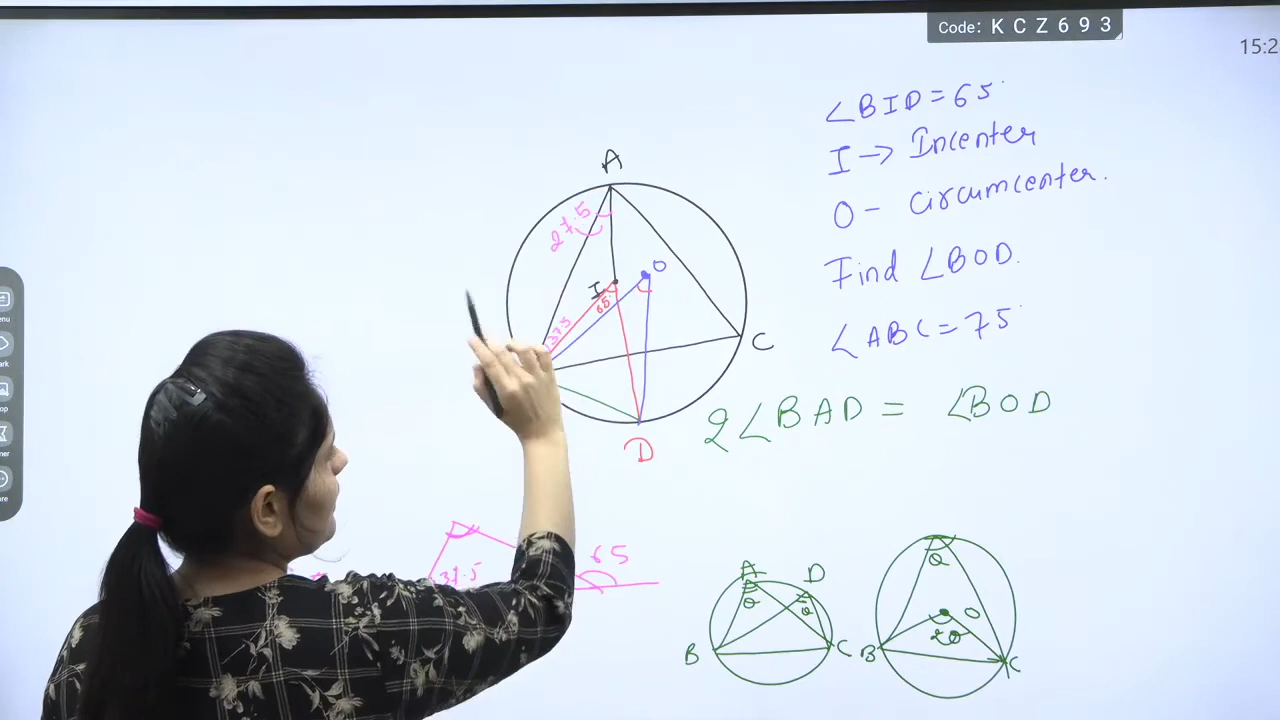 Code: K C Z 6 9 3
15:2
∠BID = 65°
I → Incenter
O - Circumcenter.
Find ∠BOD.
∠ABC = 75°
A
27.5
O
I
65°
37.5
C
D
2∠BAD = ∠BOD
65
37.5
A D
θ θ
B C
θ
O
2θ
B C